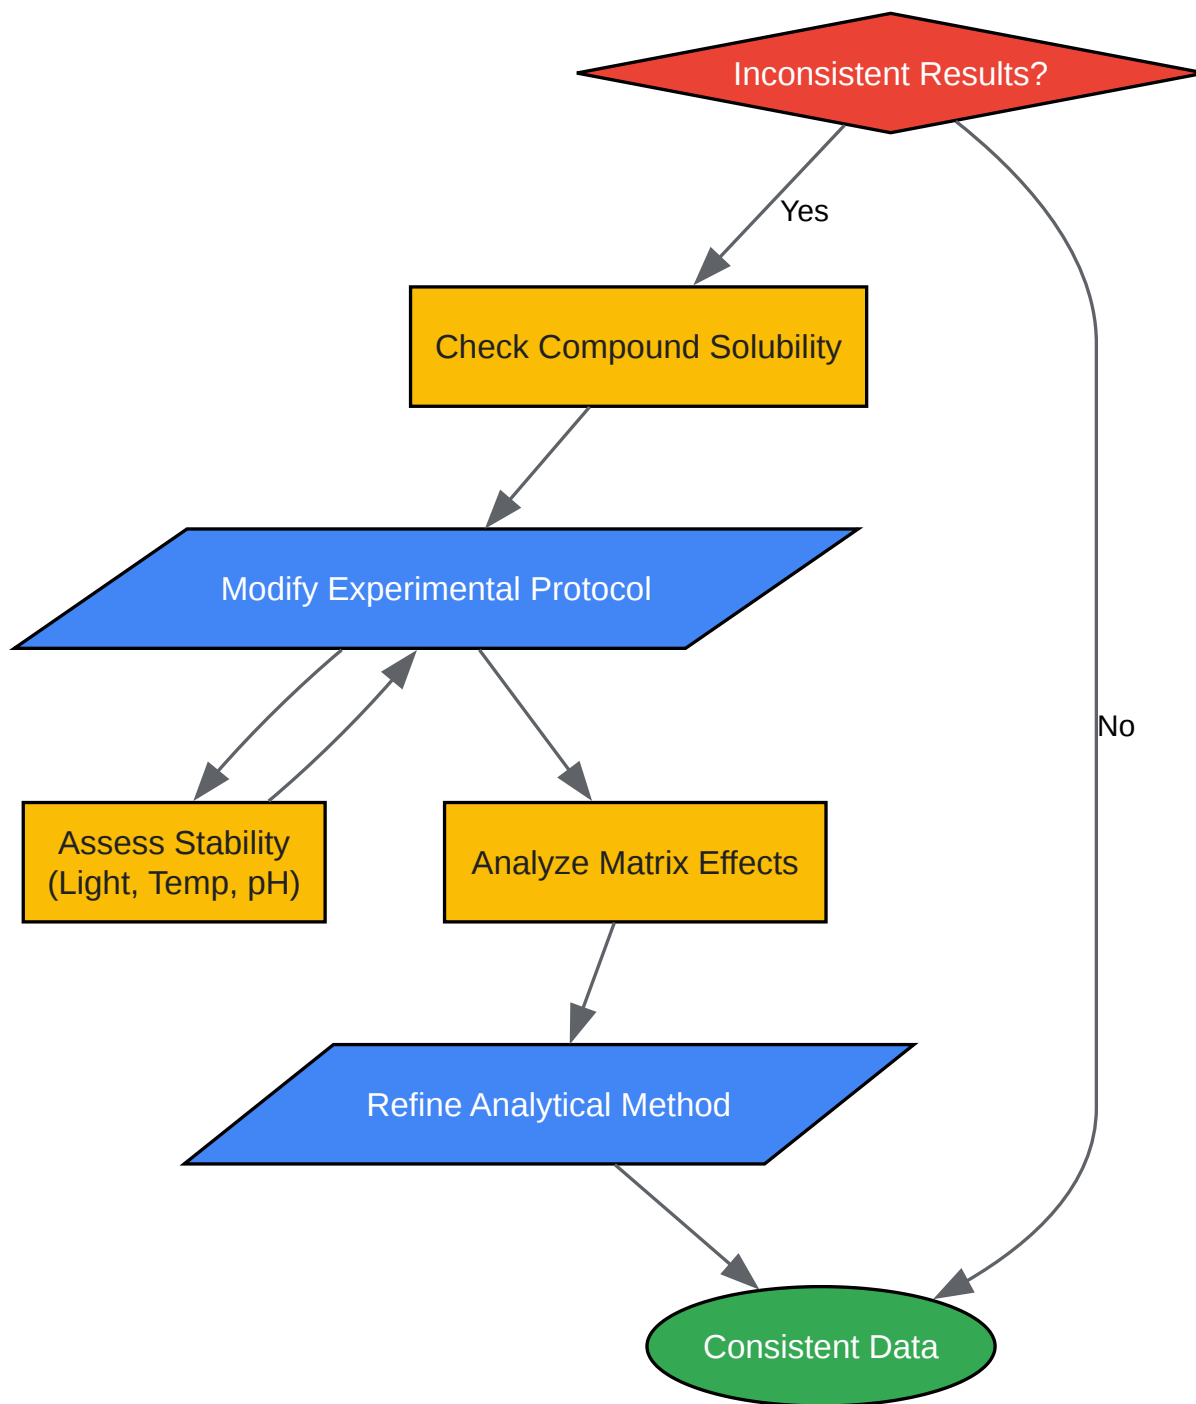 Inconsistent Results?
Yes
Check Compound Solubility
Modify Experimental Protocol
No
Assess Stability
(Light, Temp, pH)
Analyze Matrix Effects
Refine Analytical Method
Consistent Data